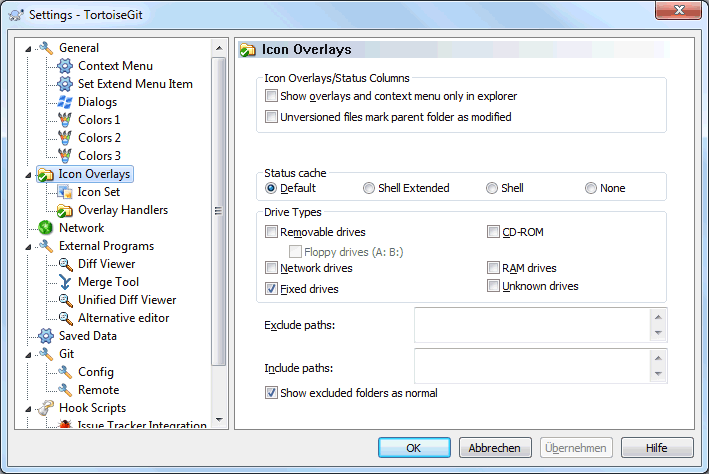 Settings - TortoiseGit
General
Context Menu
Set Extend Menu Item
Dialogs
Colors 1
Colors 2
Colors 3
Icon Overlays
Icon Set
Overlay Handlers
Network
External Programs
Diff Viewer
Merge Tool
Unified Diff Viewer
Alternative editor
Saved Data
Git
Config
Remote
Hook Scripts
Issue Tracker Integration
Icon Overlays
Icon Overlays/Status Columns
Show overlays and context menu only in explorer
Unversioned files mark parent folder as modified
Status cache
Default Shell Extended Shell None
Drive Types
Removable drives CD-ROM
Floppy drives (A: B:)
Network drives RAM drives
Fixed drives Unknown drives
Exclude paths:
Include paths:
Show excluded folders as normal
OK Abbrechen Übernehmen Hilfe